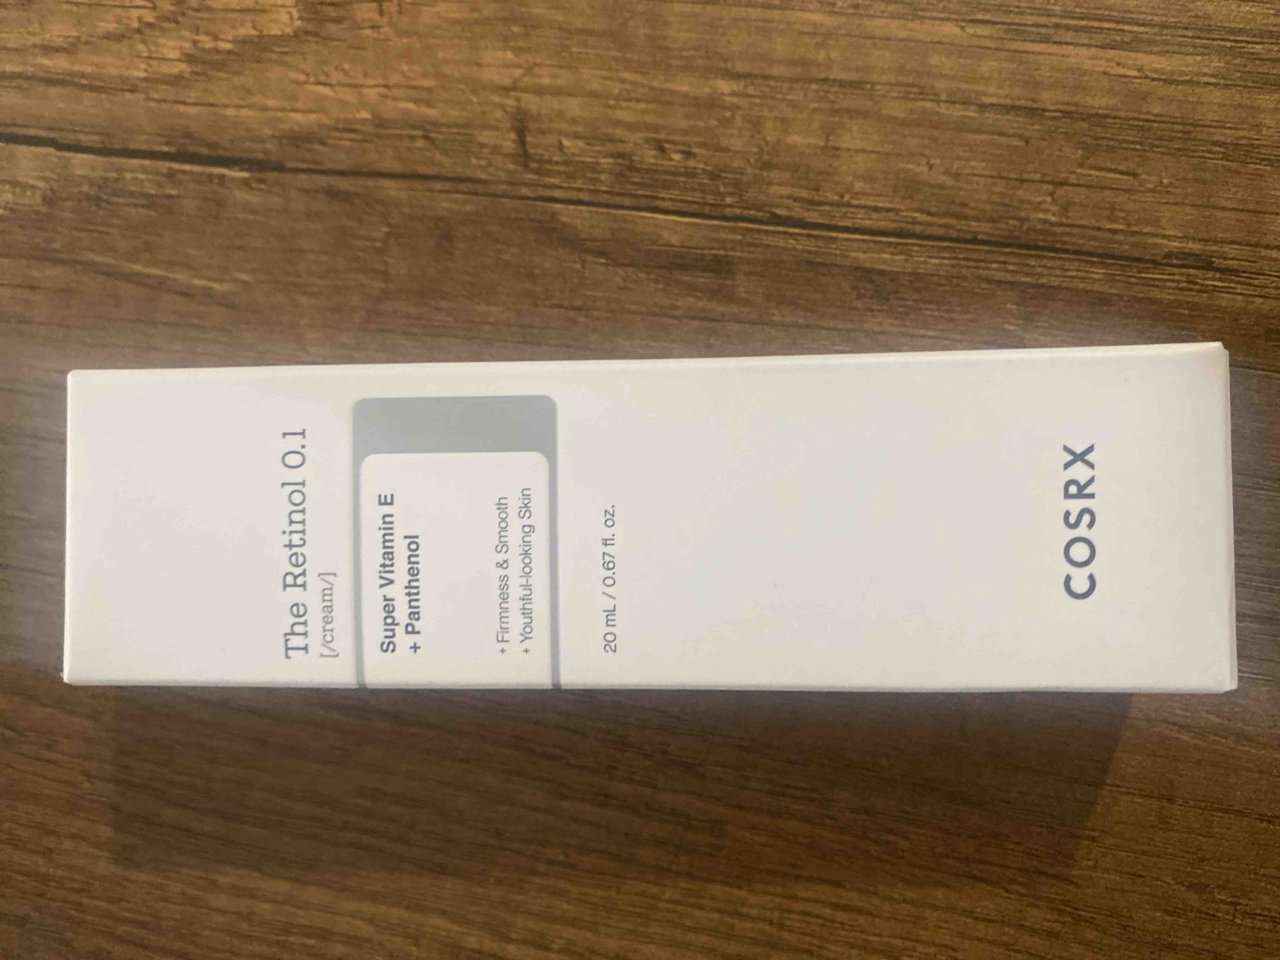 The Retinol 0.1
[/cream/]
Super Vitamin E
+ Panthenol
+ Firmness & Smooth
+ Youthful-looking Skin
20 mL / 0.67 fl. oz.
COSRX